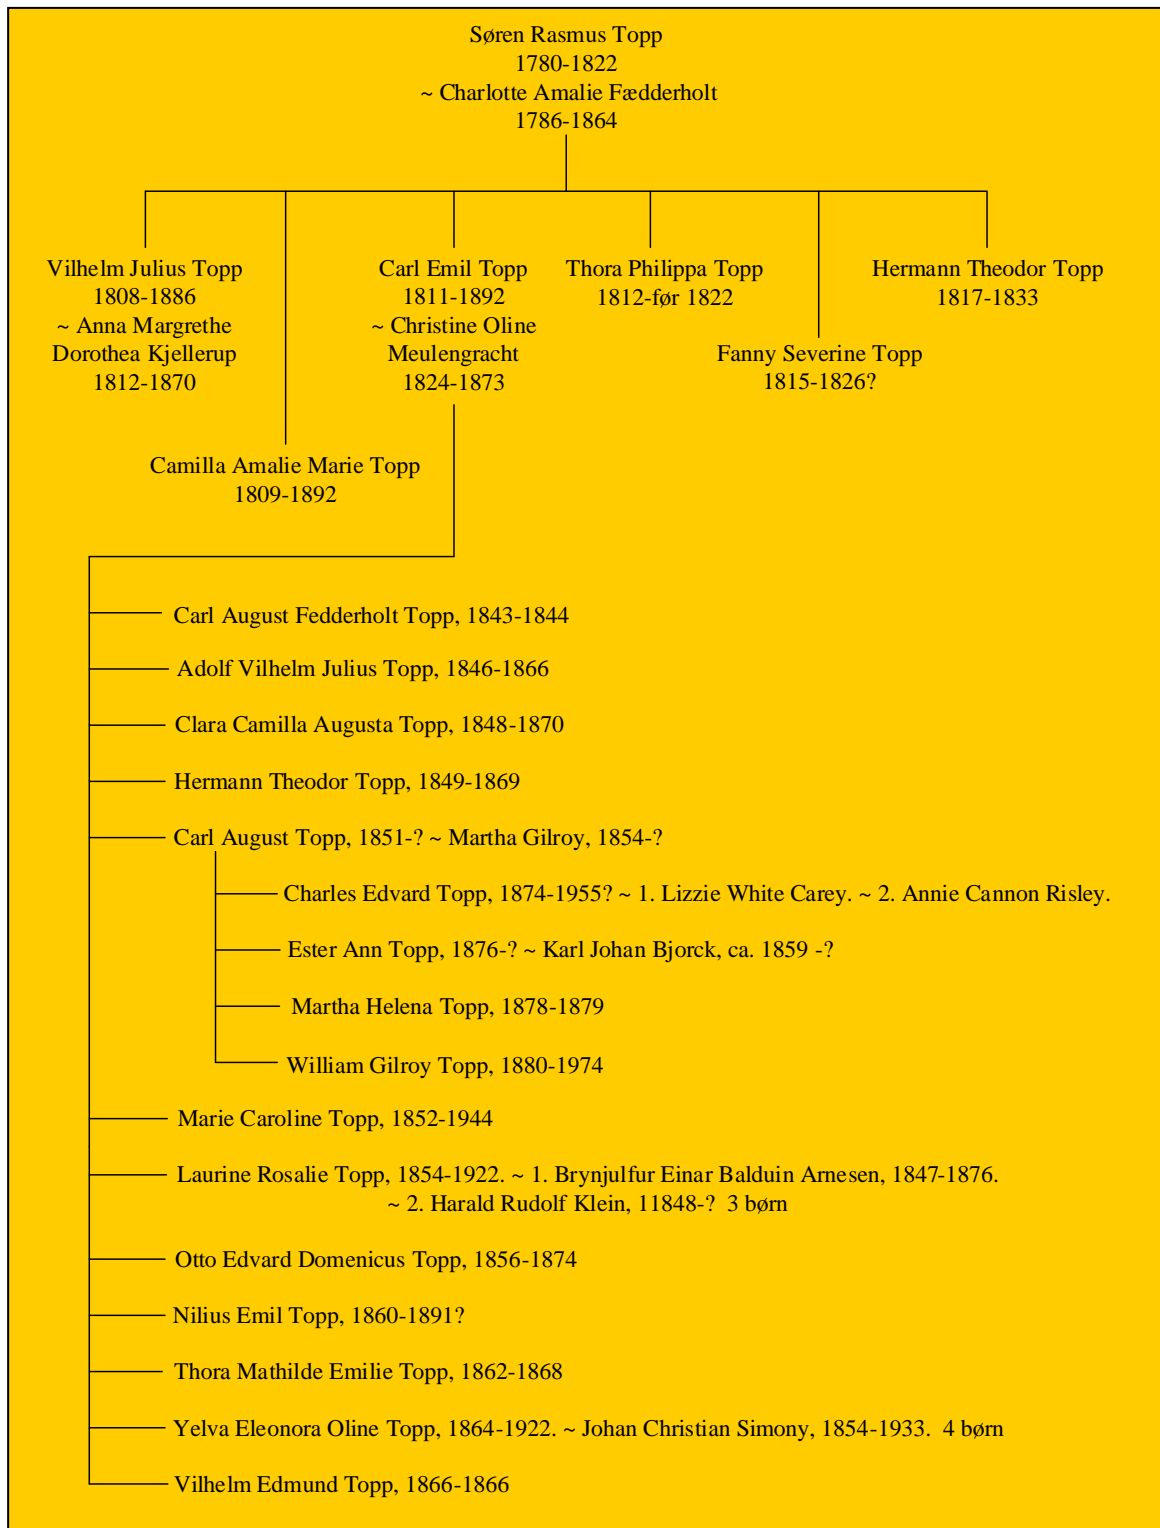 Søren Rasmus Topp
1780-1822
~ Charlotte Amalie Fædderholt
1786-1864
Vilhelm Julius Topp
1808-1886
~ Anna Margrethe
Dorothea Kjellerup
1812-1870
Camilla Amalie Marie Topp
1809-1892
Carl Emil Topp
1811-1892
~ Christine Oline
Meulengracht
1824-1873
Thora Philippa Topp
1812-før 1822
Fanny Severine Topp
1815-1826?
Hermann Theodor Topp
1817-1833
Carl August Fedderholt Topp, 1843-1844
Adolf Vilhelm Julius Topp, 1846-1866
Clara Camilla Augusta Topp, 1848-1870
Hermann Theodor Topp, 1849-1869
Carl August Topp, 1851-? ~ Martha Gilroy, 1854-?
Charles Edvard Topp, 1874-1955? ~ 1. Lizzie White Carey. ~ 2. Annie Cannon Risley.
Ester Ann Topp, 1876-? ~ Karl Johan Bjorck, ca. 1859 -?
Martha Helena Topp, 1878-1879
William Gilroy Topp, 1880-1974
Marie Caroline Topp, 1852-1944
Laurine Rosalie Topp, 1854-1922. ~ 1. Brynjulfur Einar Balduin Arnesen, 1847-1876.
~ 2. Harald Rudolf Klein, 11848-? 3 børn
Otto Edvard Domenicus Topp, 1856-1874
Nilius Emil Topp, 1860-1891?
Thora Mathilde Emilie Topp, 1862-1868
Yelva Eleonora Oline Topp, 1864-1922. ~ Johan Christian Simony, 1854-1933. 4 børn
Vilhelm Edmund Topp, 1866-1866